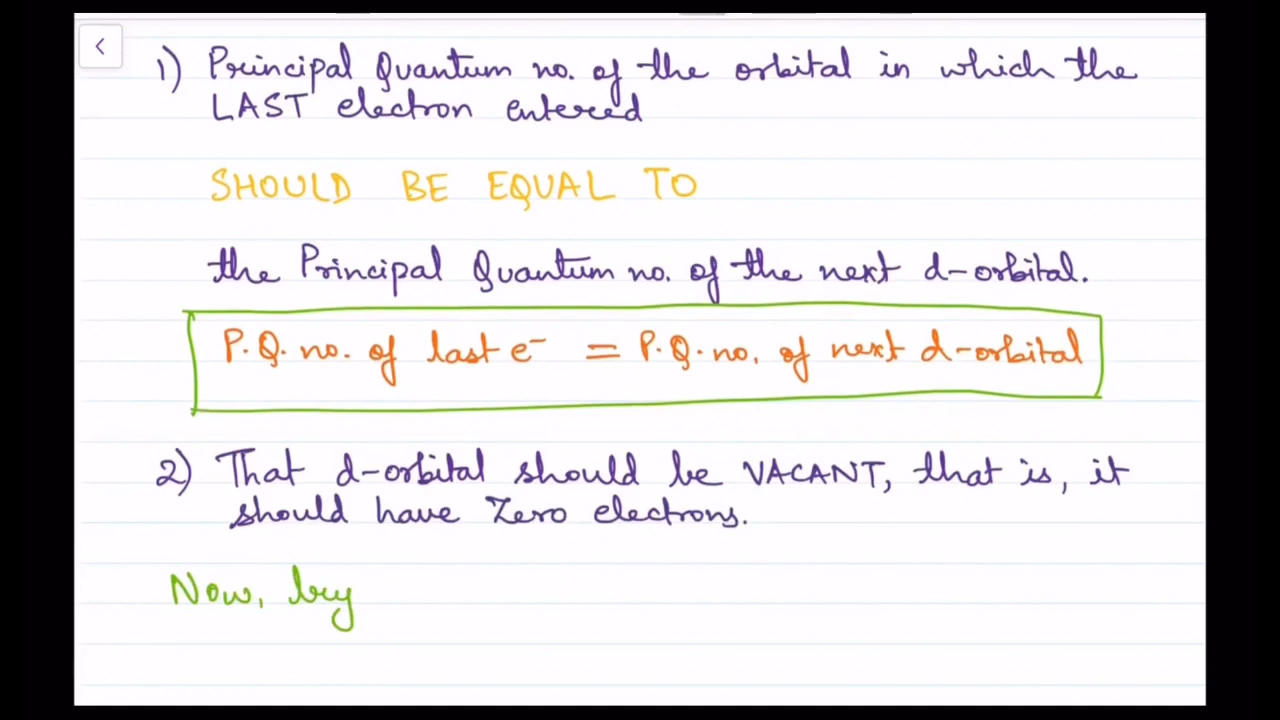 1) Principal Quantum no. of the orbital in which the
LAST electron entered
SHOULD BE EQUAL TO
the Principal Quantum no. of the next d-orbital.
P.Q. no. of last e⁻ = P.Q. no. of next d-orbital
2) That d-orbital should be VACANT, that is, it
should have Zero electrons.
Now,